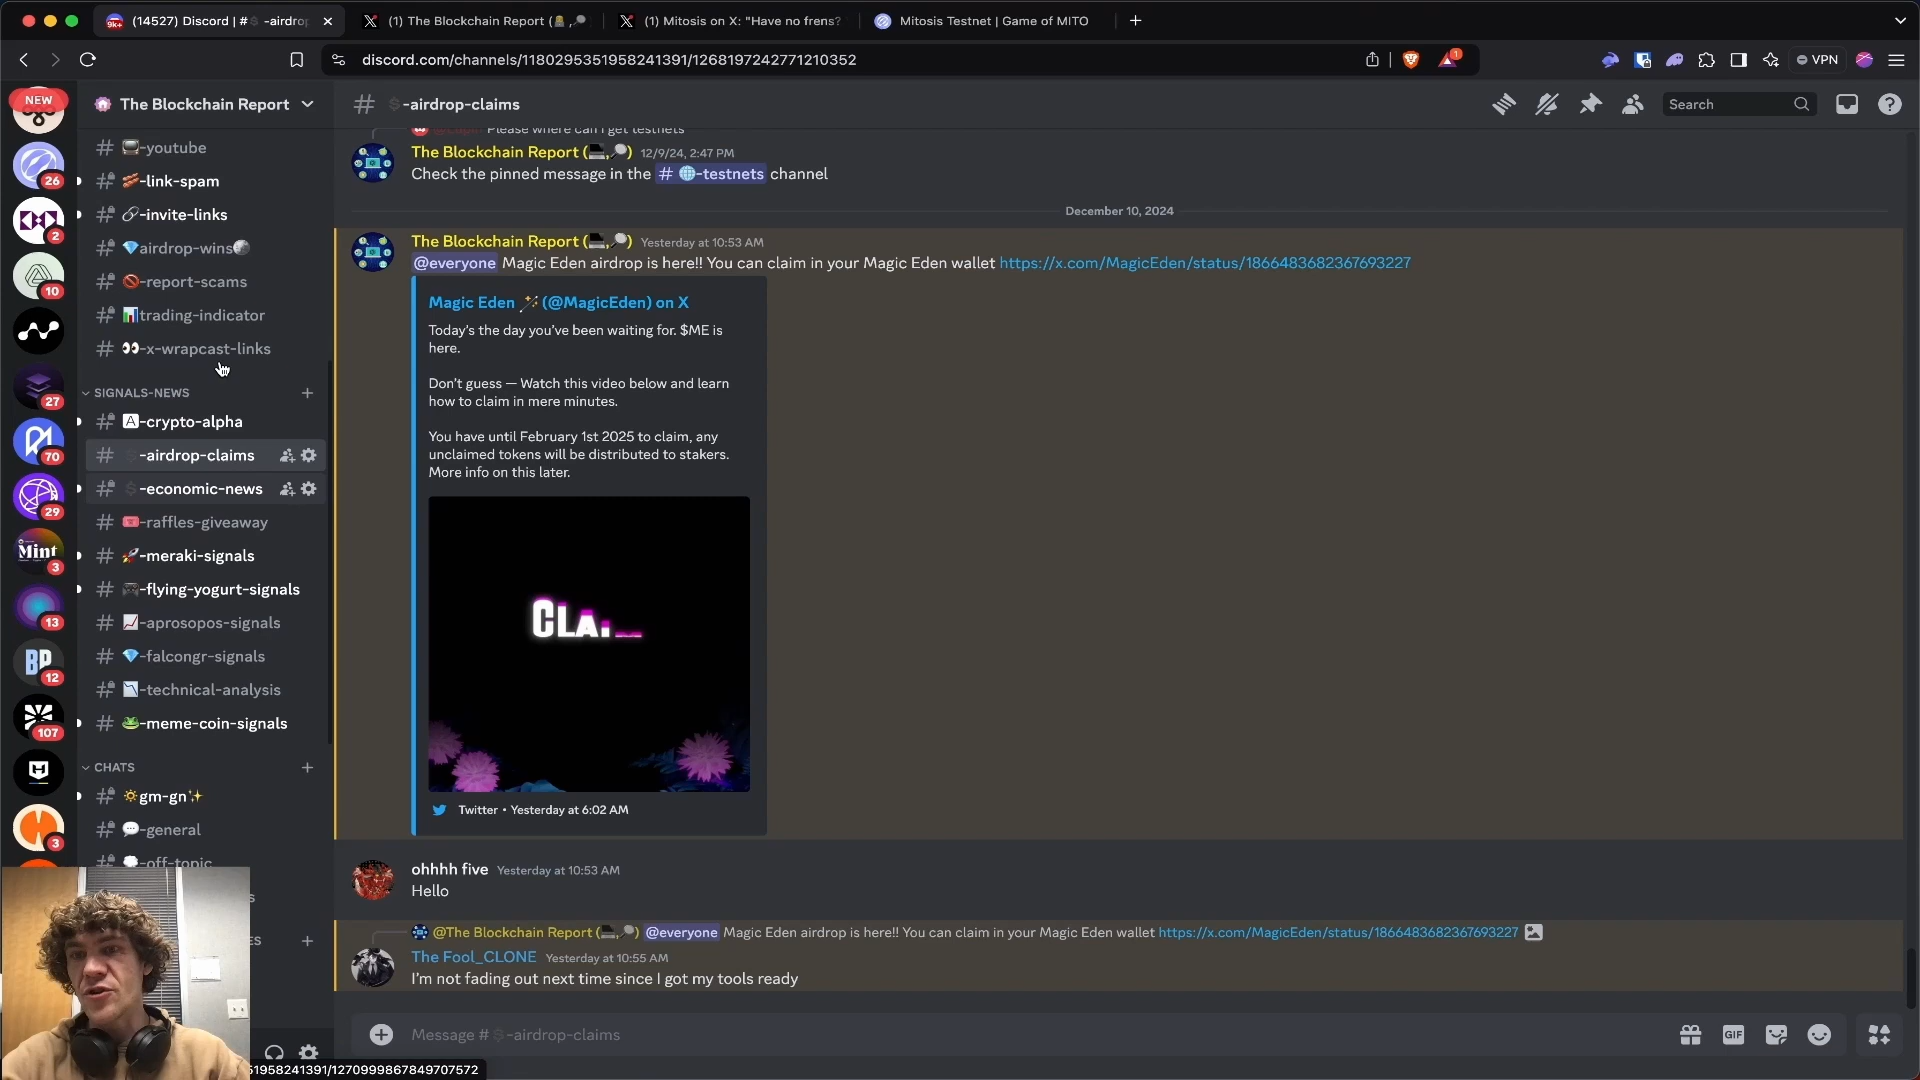 (14527) Discord | # -airdrop
(1) The Blockchain Report (
(1) Mitosis on X: "Have no frens?
Mitosis Testnet | Game of MITO
discord.com/channels/1180295351958241391/1268197242771210352
1
VPN
NEW
26
2
10
27
70
29
Mint
3
13
BP
12
107
3
The Blockchain Report
-youtube
-link-spam
-invite-links
airdrop-wins
-report-scams
trading-indicator
-x-wrapcast-links
SIGNALS-NEWS
-crypto-alpha
-airdrop-claims
-economic-news
-raffles-giveaway
-meraki-signals
-flying-yogurt-signals
-aprosopos-signals
-falcongr-signals
-technical-analysis
-meme-coin-signals
CHATS
gm-gn
-general
-off-topic
-airdrop-claims
Search
Please where can I get testnets
The Blockchain Report ( , ) 12/9/24, 2:47 PM
Check the pinned message in the # -testnets channel
December 10, 2024
The Blockchain Report ( , ) Yesterday at 10:53 AM
@everyone Magic Eden airdrop is here!! You can claim in your Magic Eden wallet https://x.com/MagicEden/status/1866483682367693227
Magic Eden (@MagicEden) on X
Today's the day you've been waiting for. $ME is
here.
Don't guess — Watch this video below and learn
how to claim in mere minutes.
You have until February 1st 2025 to claim, any
unclaimed tokens will be distributed to stakers.
More info on this later.
CLA
Twitter • Yesterday at 6:02 AM
ohhhh five Yesterday at 10:53 AM
Hello
@The Blockchain Report ( , ) @everyone Magic Eden airdrop is here!! You can claim in your Magic Eden wallet https://x.com/MagicEden/status/1866483682367693227
The Fool_CLONE Yesterday at 10:55 AM
I'm not fading out next time since I got my tools ready
Message # $-airdrop-claims
GIF
51958241391/1270999867849707572